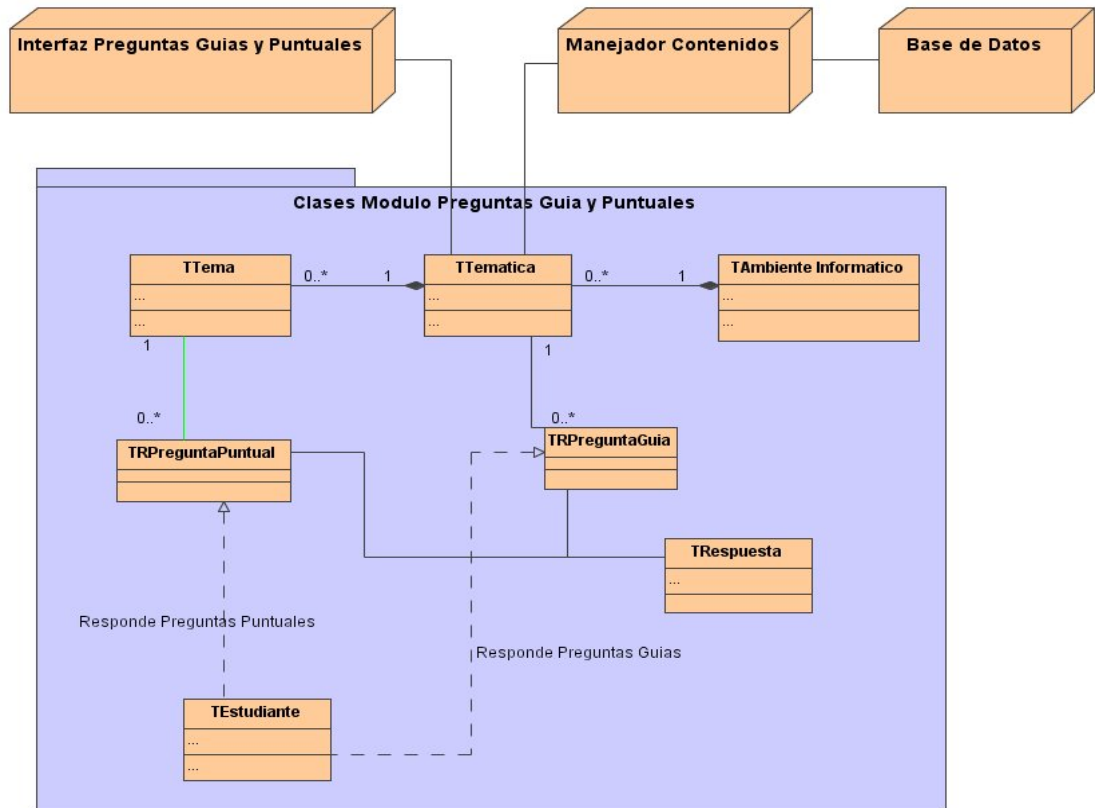 Interfaz Preguntas Guias y Puntuales
Manejador Contenidos
Base de Datos
Clases Modulo Preguntas Guia y Puntuales
TTema
...
...
0..*
1
TTematica
...
...
0..*
1
TAmbiente Informatico
...
...
1
0..*
1
0..*
TRPreguntaPuntual
TRPreguntaGuia
TRespuesta
...
Responde Preguntas Puntuales
Responde Preguntas Guias
TEstudiante
...
...